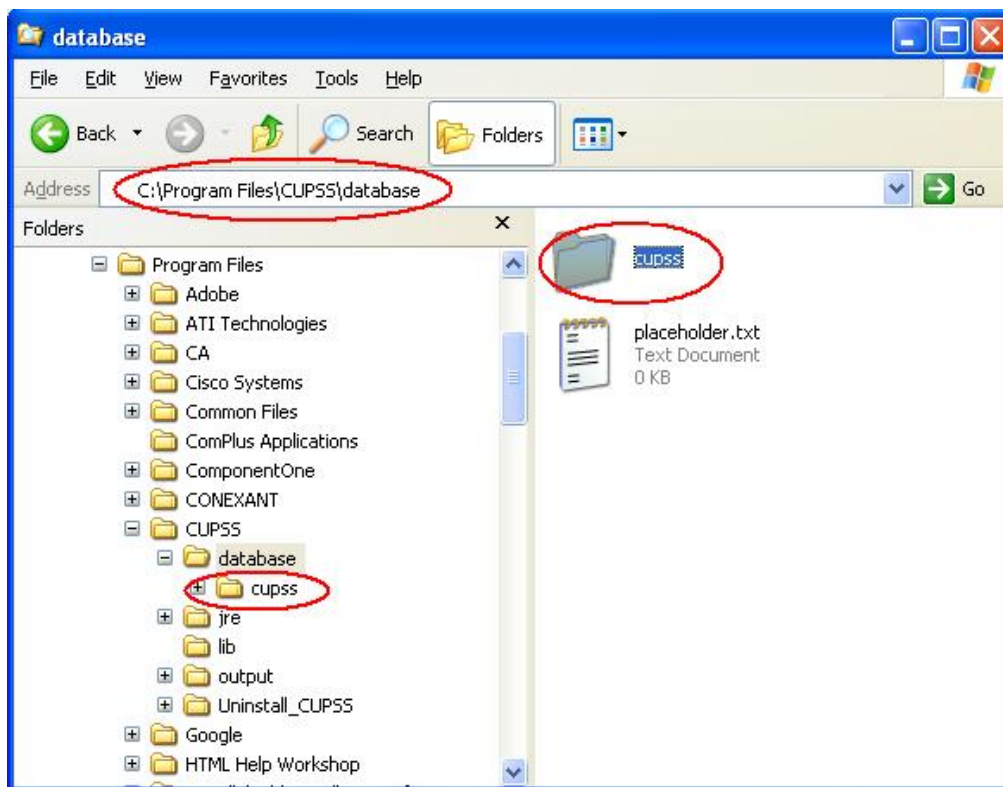 database
File Edit View Favorites Tools Help
Back Search Folders
Address C:\Program Files\CUPSS\database Go
Folders
Program Files
Adobe
ATI Technologies
CA
Cisco Systems
Common Files
ComPlus Applications
ComponentOne
CONEXANT
CUPSS
database
cupss
jre
lib
output
Uninstall_CUPSS
Google
HTML Help Workshop
cupss
placeholder.txt
Text Document
0 KB